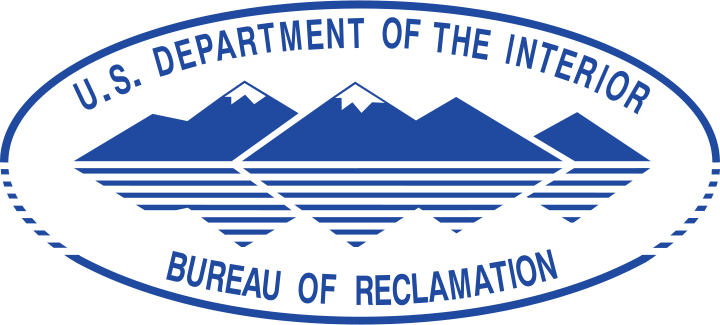 U.S. DEPARTMENT OF THE INTERIOR
BUREAU OF RECLAMATION